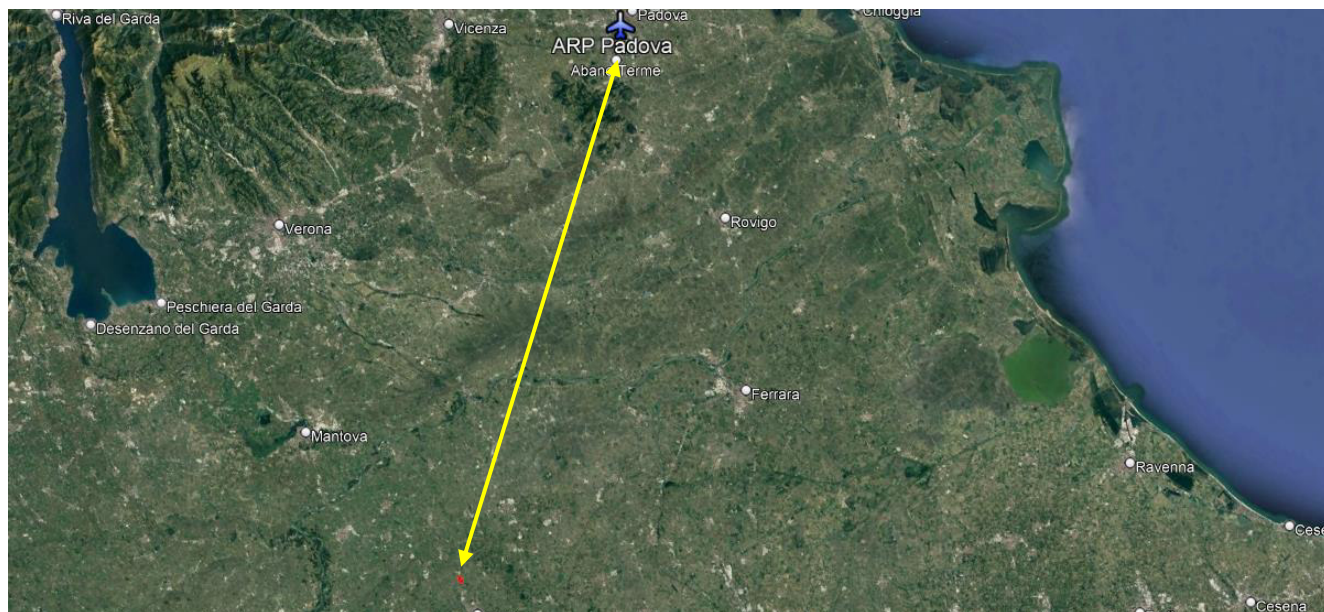 Riva del Garda
Padova
Chioggia
Vicenza
ARP Padova
Abano Terme
Rovigo
Verona
Peschiera del Garda
Desenzano del Garda
Ferrara
Mantova
Ravenna
Cese
Cesena